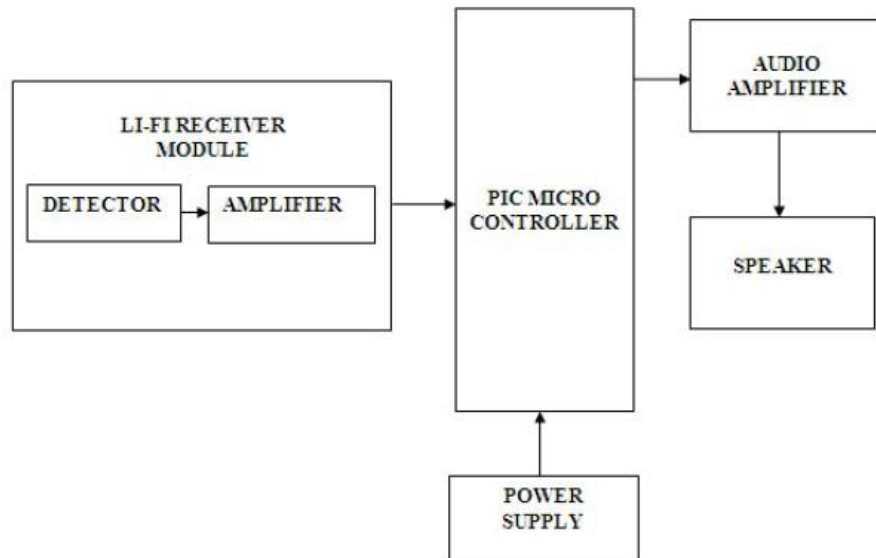 LI-FI RECEIVER
MODULE
DETECTOR
AMPLIFIER
PIC MICRO
CONTROLLER
AUDIO
AMPLIFIER
SPEAKER
POWER
SUPPLY